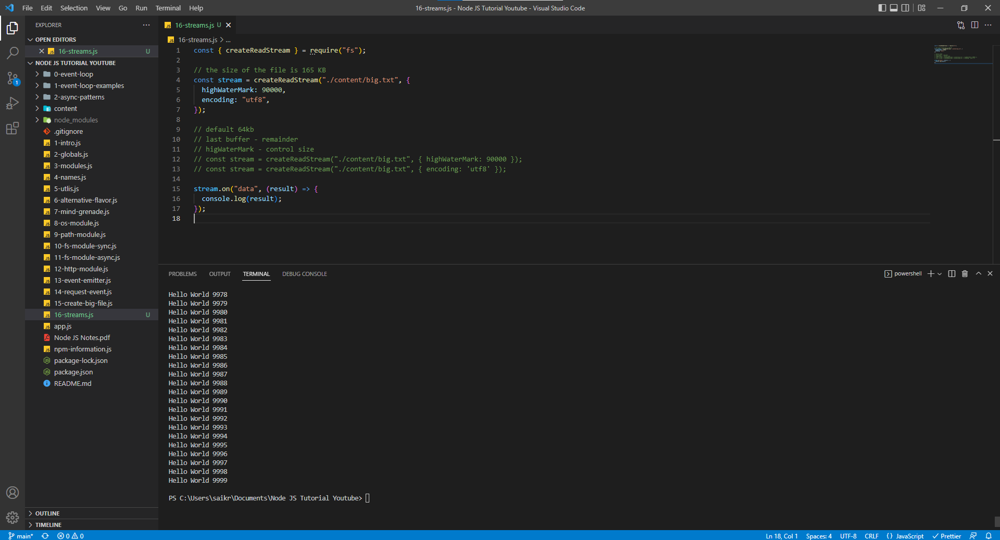 File Edit Selection View Go Run Terminal Help
16-streams.js - Node JS Tutorial Youtube - Visual Studio Code
EXPLORER
OPEN EDITORS
16-streams.js U
NODE JS TUTORIAL YOUTUBE
0-event-loop
1-event-loop-examples
2-async-patterns
content
node_modules
.gitignore
1-intro.js
2-globals.js
3-modules.js
4-names.js
5-utlis.js
6-alternative-flavor.js
7-mind-grenade.js
8-os-module.js
9-path-module.js
10-fs-module-sync.js
11-fs-module-async.js
12-http-module.js
13-event-emitter.js
14-request-event.js
15-create-big-file.js
16-streams.js U
app.js
Node JS Notes.pdf
npm-information.js
package-lock.json
package.json
README.md
OUTLINE
TIMELINE
1
16-streams.js U
16-streams.js > ...
1 const { createReadStream } = require("fs");
2
3 // the size of the file is 165 KB
4 const stream = createReadStream("./content/big.txt", {
5 highWaterMark: 90000,
6 encoding: "utf8",
7 });
8
9 // default 64kb
10 // last buffer - remainder
11 // higWaterMark - control size
12 // const stream = createReadStream("./content/big.txt", { highWaterMark: 90000 });
13 // const stream = createReadStream("./content/big.txt", { encoding: 'utf8' });
14
15 stream.on("data", (result) => {
16 console.log(result);
17 });
18
PROBLEMS OUTPUT TERMINAL DEBUG CONSOLE
powershell
Hello World 9978
Hello World 9979
Hello World 9980
Hello World 9981
Hello World 9982
Hello World 9983
Hello World 9984
Hello World 9985
Hello World 9986
Hello World 9987
Hello World 9988
Hello World 9989
Hello World 9990
Hello World 9991
Hello World 9992
Hello World 9993
Hello World 9994
Hello World 9995
Hello World 9996
Hello World 9997
Hello World 9998
Hello World 9999
PS C:\Users\saikr\Documents\Node JS Tutorial Youtube>
main* 0 0
Ln 18, Col 1 Spaces: 4 UTF-8 CRLF {} JavaScript Prettier